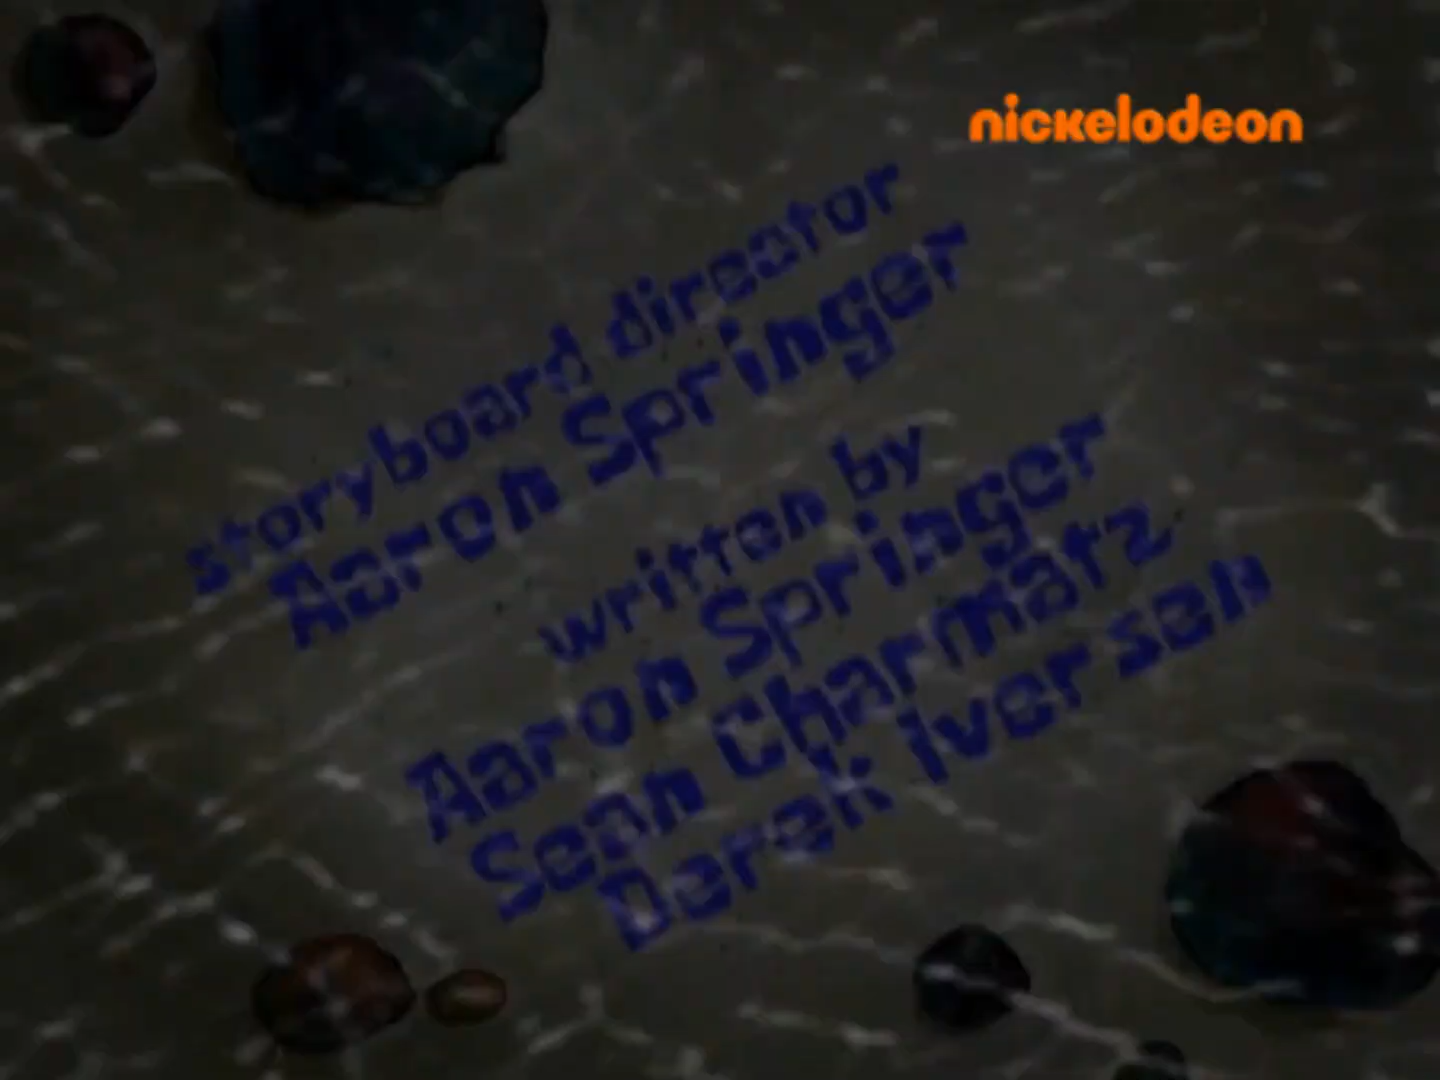 nickelodeon
storyboard director
Aaron Springer
written by
Aaron Springer
Sean Charmatz
Derek Iversen